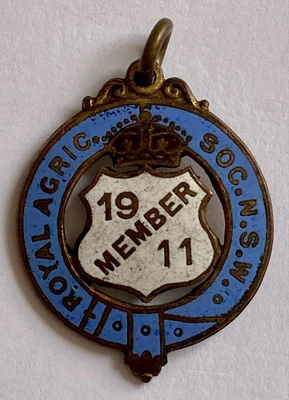 ROYAL AGRIC. SOC. N.S.W.
19
MEMBER
11